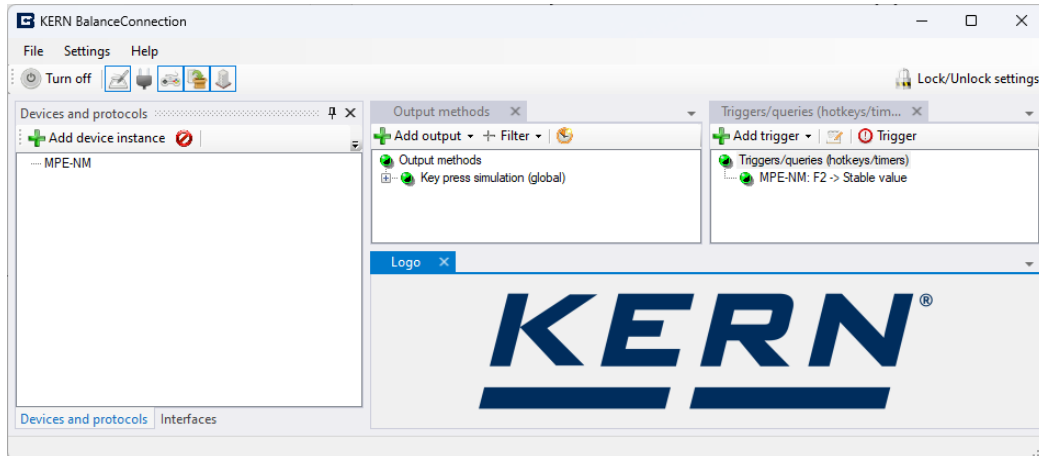 KERN BalanceConnection
File Settings Help
Turn off
Lock/Unlock settings
Devices and protocols
Add device instance
MPE-NM
Devices and protocols Interfaces
Output methods
Add output Filter
Output methods
Key press simulation (global)
Triggers/queries (hotkeys/tim...
Add trigger Trigger
Triggers/queries (hotkeys/timers)
MPE-NM: F2 -> Stable value
Logo
KERN®